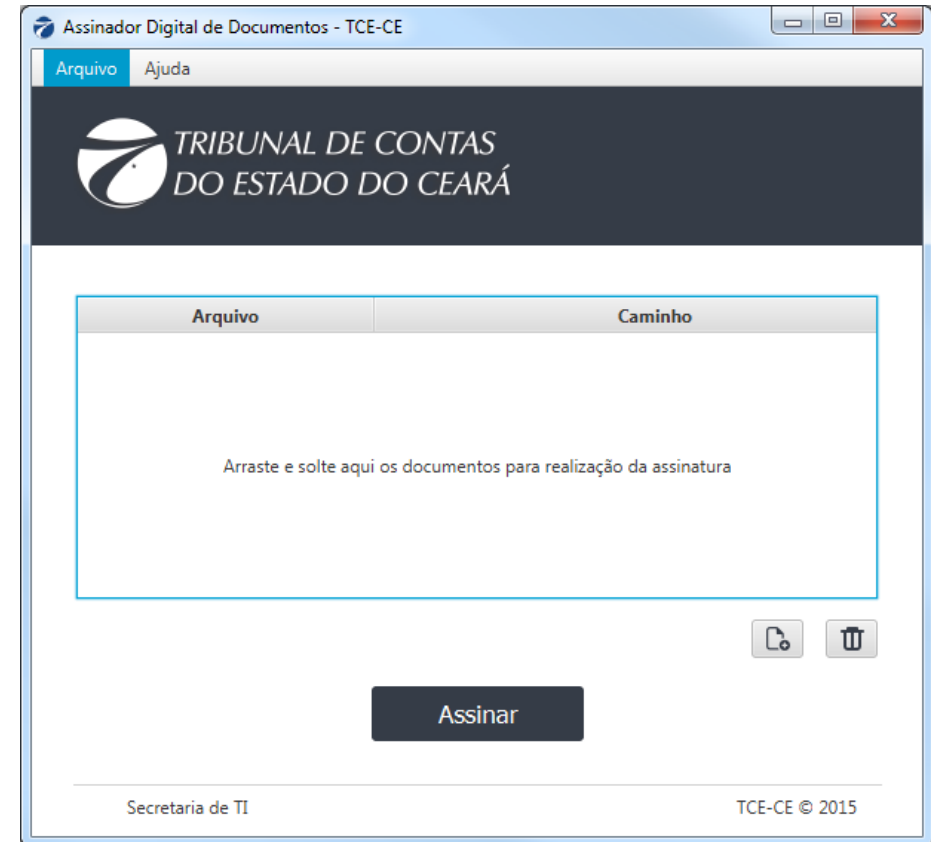 Assinador Digital de Documentos - TCE-CE
Arquivo Ajuda
TRIBUNAL DE CONTAS
DO ESTADO DO CEARÁ
Arquivo Caminho
Arraste e solte aqui os documentos para realização da assinatura
Assinar
Secretaria de TI TCE-CE © 2015